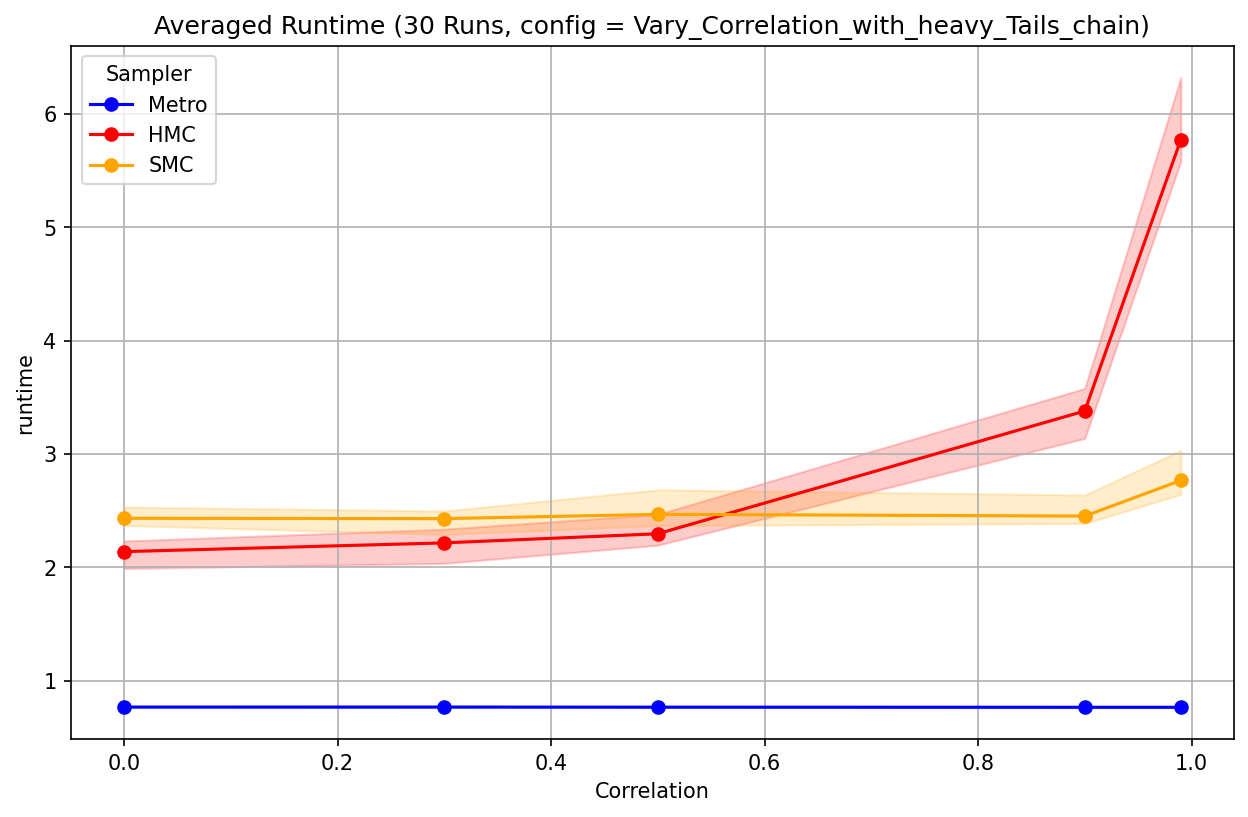 Averaged Runtime (30 Runs, config = Vary_Correlation_with_heavy_Tails_chain)
Sampler
Metro
HMC
SMC
6
5
4
3
2
1
runtime
0.0 0.2 0.4 0.6 0.8 1.0
Correlation